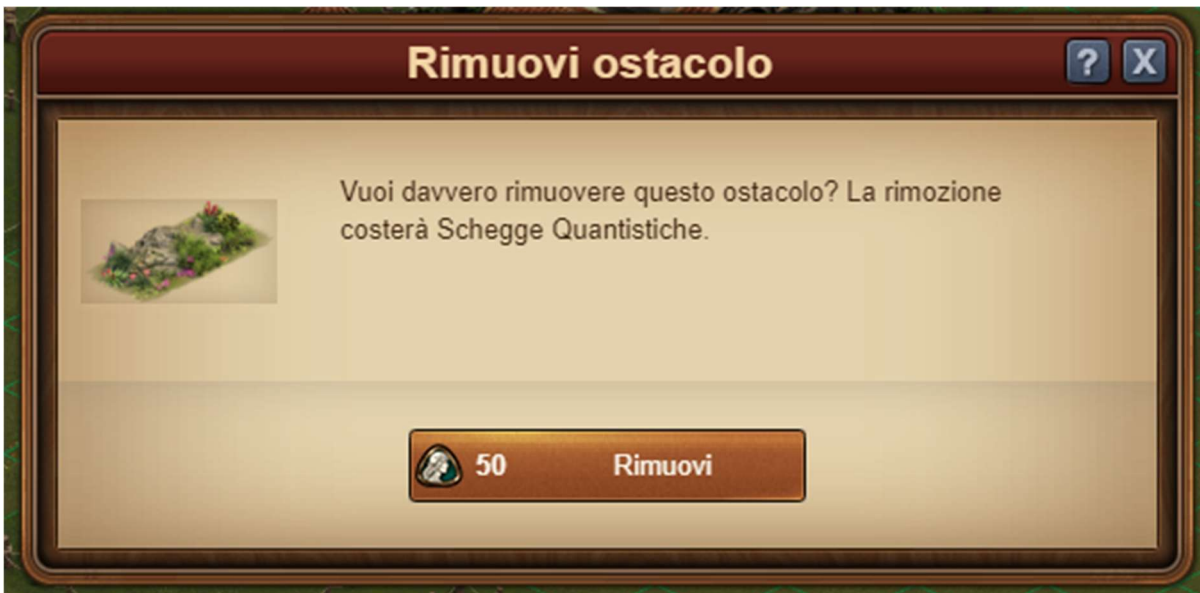 Rimuovi ostacolo
? X
Vuoi davvero rimuovere questo ostacolo? La rimozione
costerà Schegge Quantistiche.
50 Rimuovi